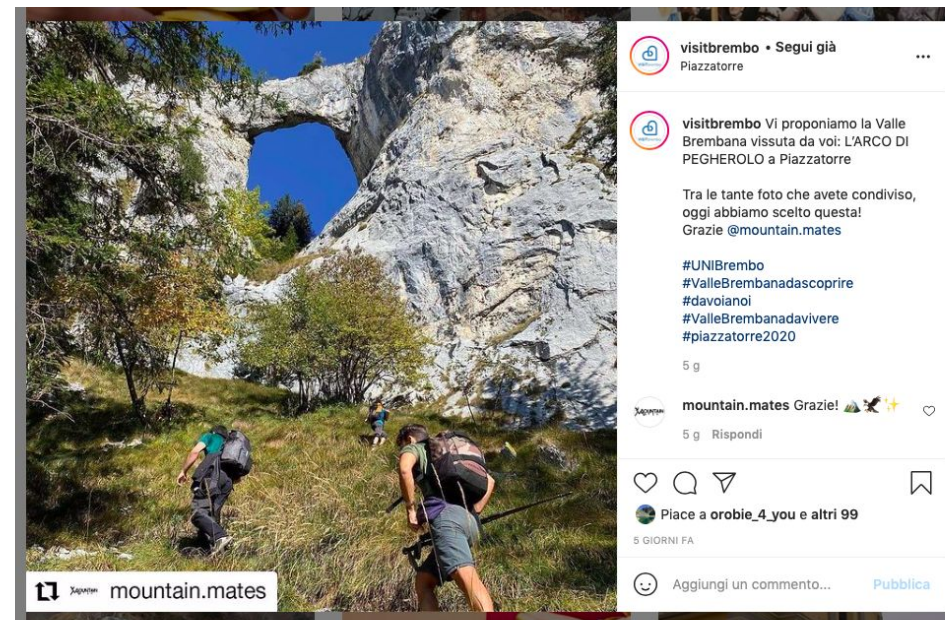 visitbrembo • Segui già
Piazzatorre
visitbrembo Vi proponiamo la Valle
Brembana vissuta da voi: L'ARCO DI
PEGHEROLO a Piazzatorre
Tra le tante foto che avete condiviso,
oggi abbiamo scelto questa!
Grazie @mountain.mates
#UNIBrembo
#ValleBrembanadascoprire
#davoianoi
#ValleBrembanadavivere
#piazzatorre2020
5 g
mountain.mates Grazie! 🏔️🦅✨
5 g Rispondi
Piace a orobie_4_you e altri 99
5 GIORNI FA
Aggiungi un commento... Pubblica
mountain.mates